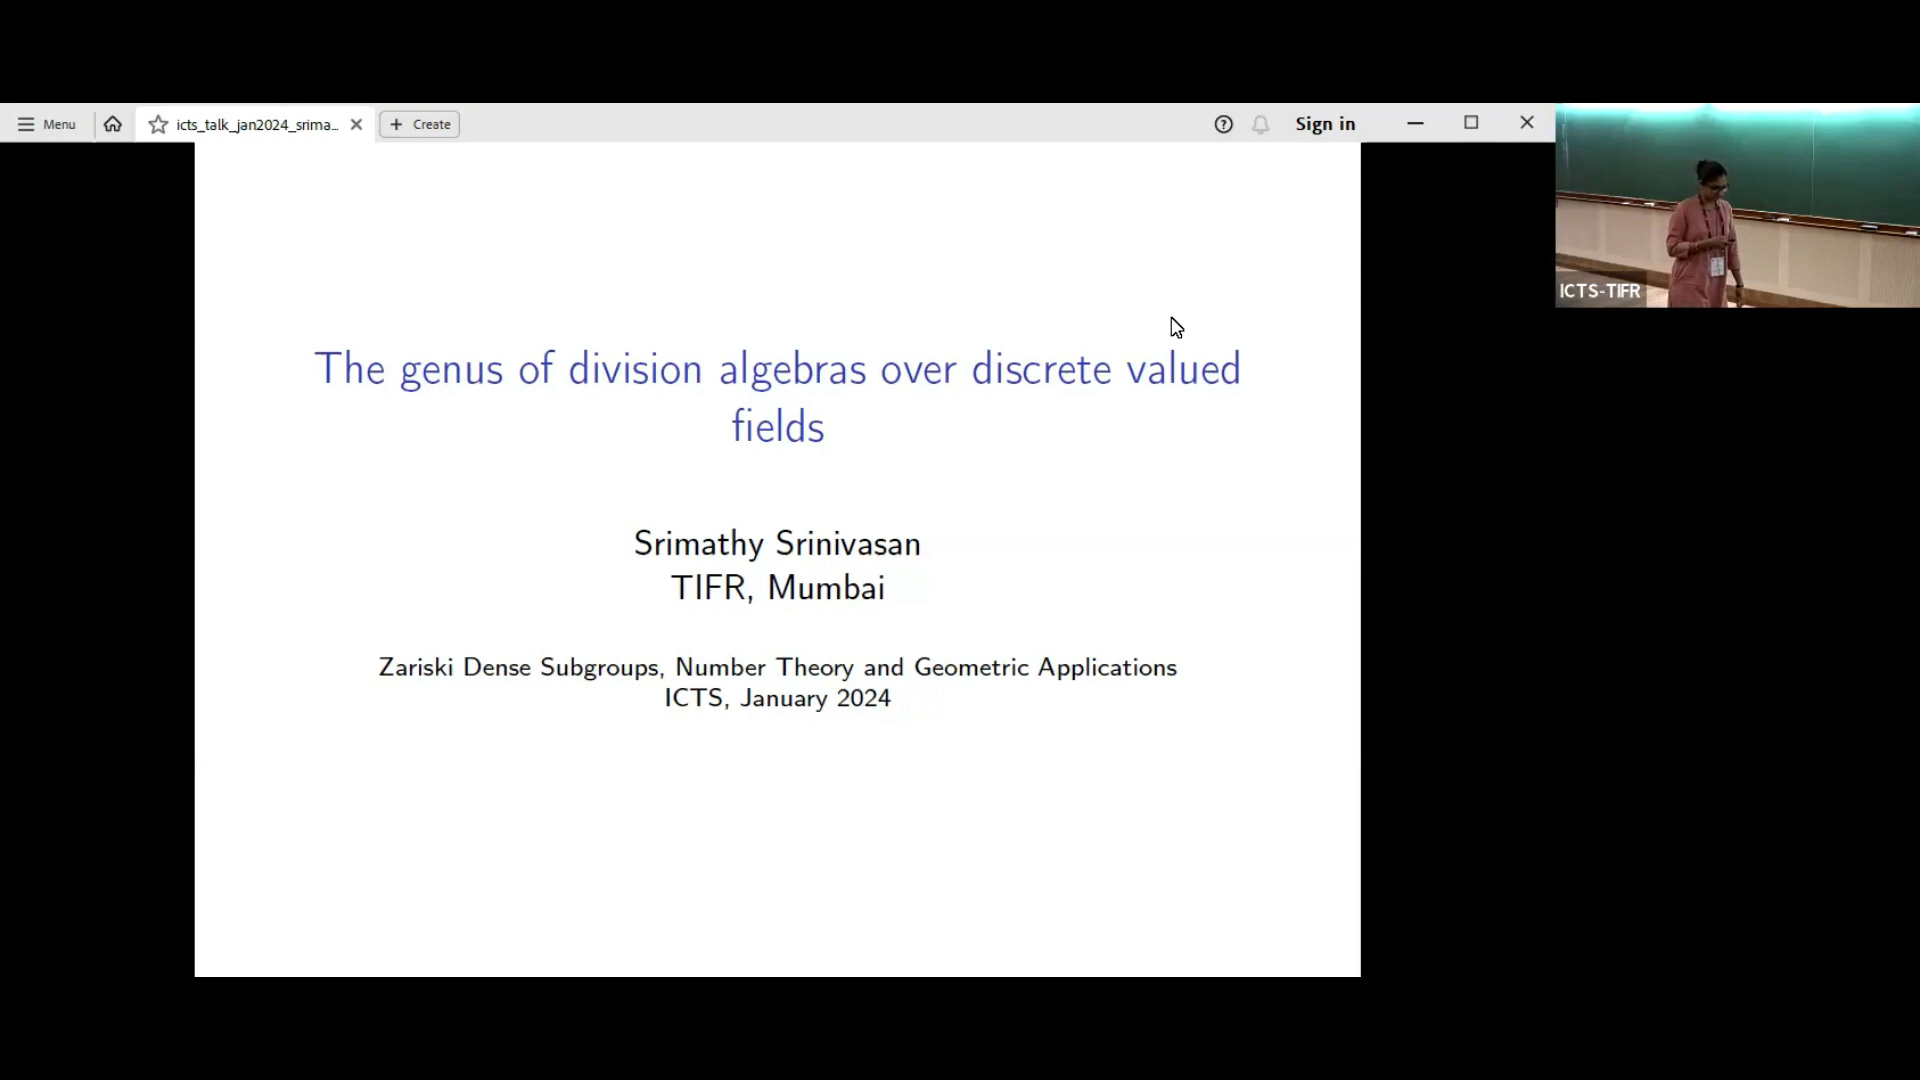 Menu
icts_talk_jan2024_srima...
Create
Sign in
ICTS-TIFR
The genus of division algebras over discrete valued
fields
Srimathy Srinivasan
TIFR, Mumbai
Zariski Dense Subgroups, Number Theory and Geometric Applications
ICTS, January 2024